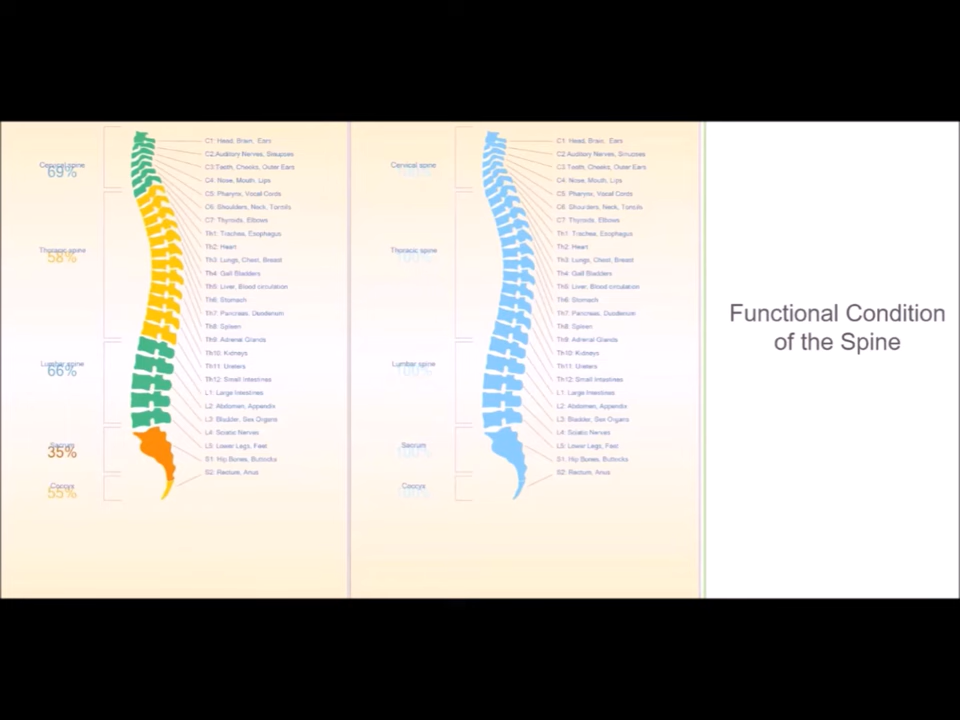 Cervical spine
69%
Thoracic spine
58%
Lumbar spine
66%
Sacrum
35%
Coccyx
55%
C1: Head, Brain, Ears
C2:Auditory Nerves, Sinupses
C3:Teeth, Cheeks, Outer Ears
C4: Nose, Mouth, Lips
C5: Pharynx, Vocal Cords
C6: Shoulders, Neck, Tonsils
C7: Thyroids, Elbows
Th1: Trachea, Esophagus
Th2: Heart
Th3: Lungs, Chest, Breast
Th4: Gall Bladders
Th5: Liver, Blood circulation
Th6: Stomach
Th7: Pancreas, Duodenum
Th8: Spleen
Th9: Adrenal Glands
Th10: Kidneys
Th11: Ureters
Th12: Small Intestines
L1: Large Intestines
L2: Abdomen, Appendix
L3: Bladder, Sex Organs
L4: Sciatic Nerves
L5: Lower Legs, Feet
S1: Hip Bones, Buttocks
S2: Rectum, Anus
Cervical spine
100%
Thoracic spine
100%
Lumbar spine
100%
Sacrum
100%
Coccyx
100%
C1: Head, Brain, Ears
C2:Auditory Nerves, Sinupses
C3:Teeth, Cheeks, Outer Ears
C4: Nose, Mouth, Lips
C5: Pharynx, Vocal Cords
C6: Shoulders, Neck, Tonsils
C7: Thyroids, Elbows
Th1: Trachea, Esophagus
Th2: Heart
Th3: Lungs, Chest, Breast
Th4: Gall Bladders
Th5: Liver, Blood circulation
Th6: Stomach
Th7: Pancreas, Duodenum
Th8: Spleen
Th9: Adrenal Glands
Th10: Kidneys
Th11: Ureters
Th12: Small Intestines
L1: Large Intestines
L2: Abdomen, Appendix
L3: Bladder, Sex Organs
L4: Sciatic Nerves
L5: Lower Legs, Feet
S1: Hip Bones, Buttocks
S2: Rectum, Anus
Functional Condition
of the Spine